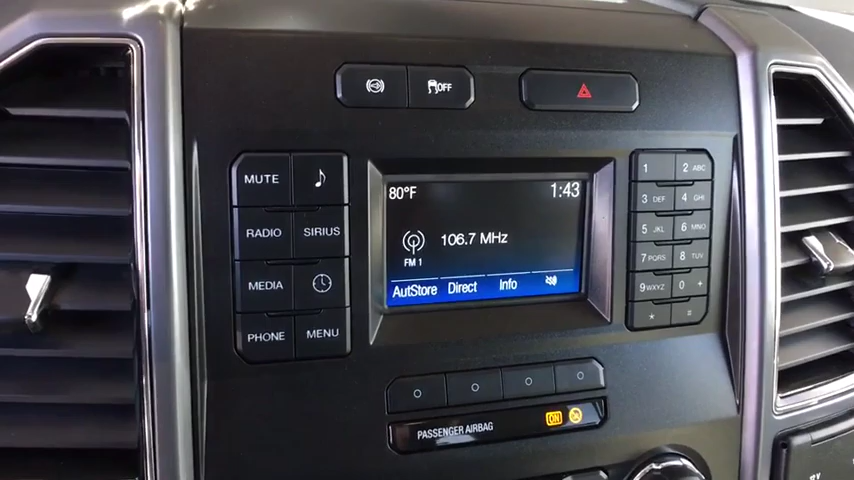 OFF
MUTE
RADIO SIRIUS
MEDIA
PHONE MENU
80°F 1:43
106.7 MHz
FM 1
AutStore Direct Info
1 2 ABC
3 DEF 4 GHI
5 JKL 6 MNO
7 PQRS 8 TUV
9 WXYZ 0 +
*
PASSENGER AIRBAG ON